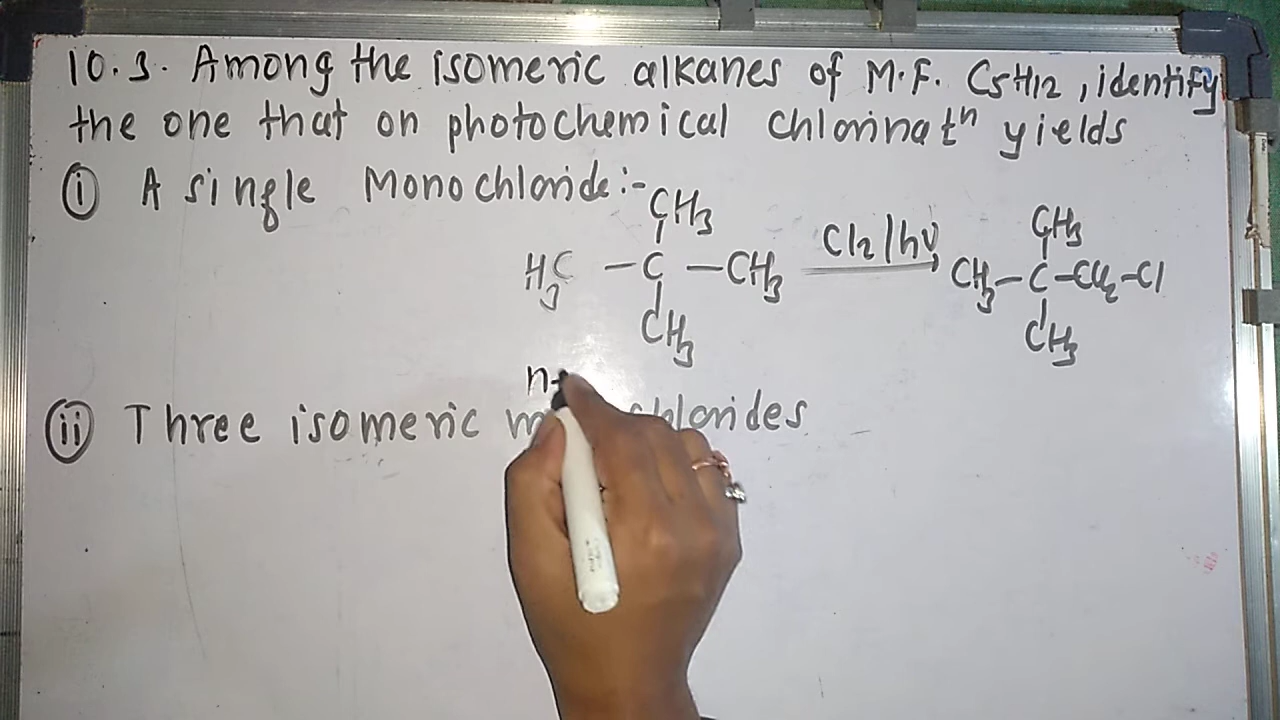 10.3. Among the isomeric alkanes of M.F. C5H12, identify
the one that on photochemical chlorinatn yields
(i) A single Monochloride:-
CH3
H3C – C – CH3
CH3
Cl2/hν
CH3
CH3 – C – CH2 – Cl
CH3
n-
(ii) Three isomeric